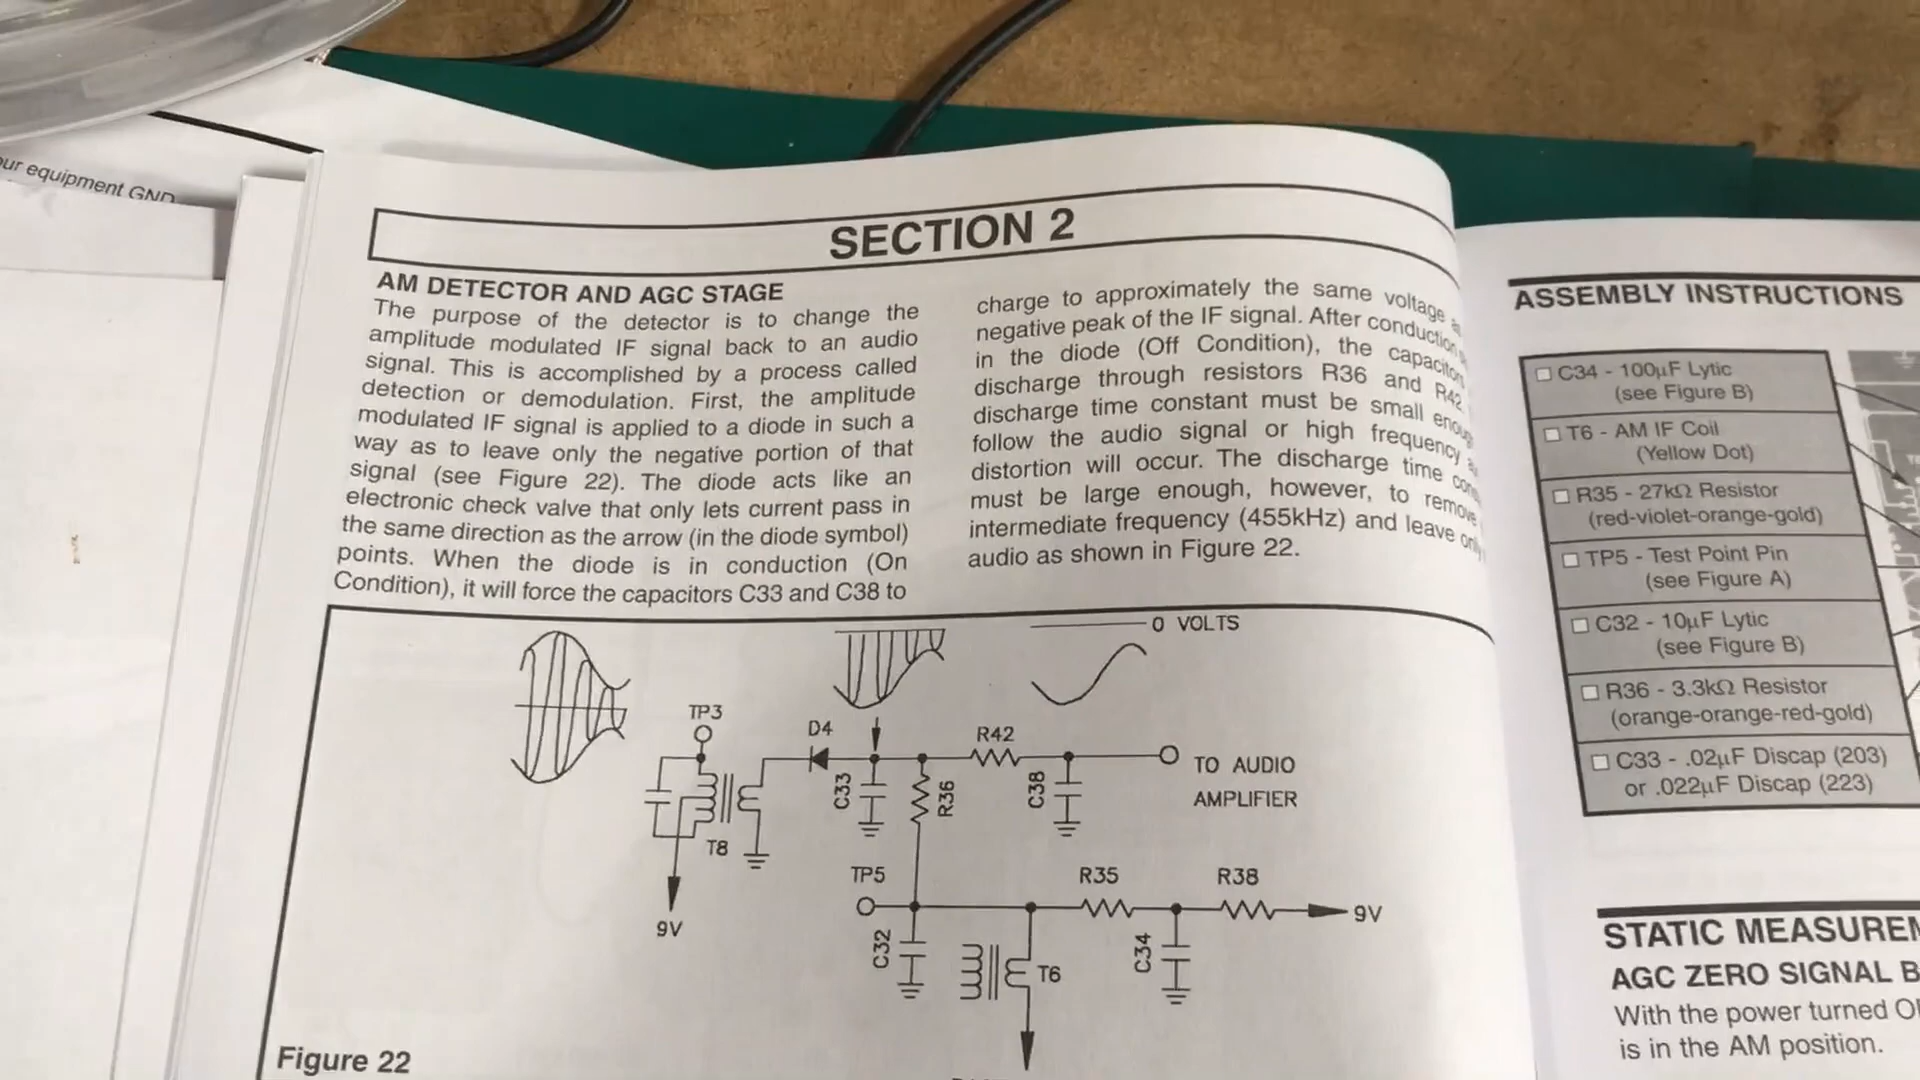 our equipment GND
SECTION 2
AM DETECTOR AND AGC STAGE
The purpose of the detector is to change the
amplitude modulated IF signal back to an audio
signal. This is accomplished by a process called
detection or demodulation. First, the amplitude
modulated IF signal is applied to a diode in such a
way as to leave only the negative portion of that
signal (see Figure 22). The diode acts like an
electronic check valve that only lets current pass in
the same direction as the arrow (in the diode symbol)
points. When the diode is in conduction (On
Condition), it will force the capacitors C33 and C38 to
charge to approximately the same voltage
negative peak of the IF signal. After conduction
in the diode (Off Condition), the capacitors
discharge through resistors R36 and R42.
discharge time constant must be small
follow the audio signal or high frequency
distortion will occur. The discharge time
must be large enough, however, to remove
intermediate frequency (455kHz) and leave
audio as shown in Figure 22.
0 VOLTS
TP3
D4
R42
C33
R36
C38
TO AUDIO
AMPLIFIER
T8
9V
TP5
R35
R38
9V
C32
T6
C34
Figure 22
ASSEMBLY INSTRUCTIONS
C34 - 100μF Lytic
(see Figure B)
T6 - AM IF Coil
(Yellow Dot)
R35 - 27kΩ Resistor
(red-violet-orange-gold)
TP5 - Test Point Pin
(see Figure A)
C32 - 10μF Lytic
(see Figure B)
R36 - 3.3kΩ Resistor
(orange-orange-red-gold)
C33 - .02μF Discap (203)
or .022μF Discap (223)
STATIC MEASUREM
AGC ZERO SIGNAL B
With the power turned
is in the AM position.